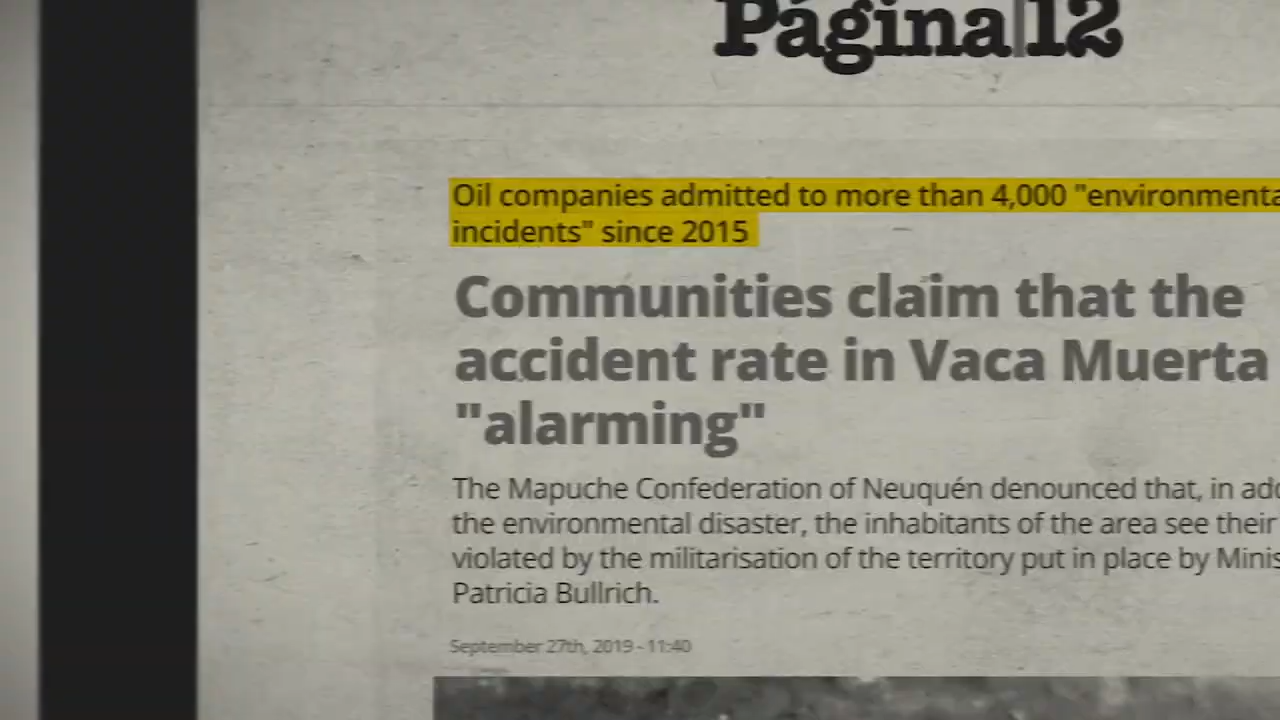 Página|12
Oil companies admitted to more than 4,000 "environmenta
incidents" since 2015
Communities claim that the
accident rate in Vaca Muerta
"alarming"
The Mapuche Confederation of Neuquén denounced that, in add
the environmental disaster, the inhabitants of the area see their
violated by the militarisation of the territory put in place by Minis
Patricia Bullrich.
September 27th, 2019 - 11:40